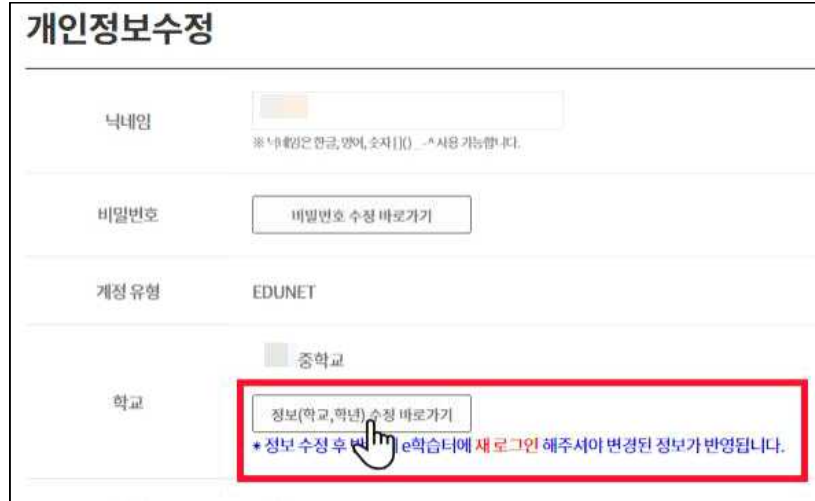 개인정보수정
닉네임
※ 닉네임은 한글, 영어, 숫자 [ ] ( ) _ - ^ 사용 가능합니다.
비밀번호
비밀번호 수정 바로가기
계정 유형
EDUNET
중학교
학교
정보(학교,학년) 수정 바로가기
* 정보 수정 후 e학습터에 재 로그인 해주셔야 변경된 정보가 반영됩니다.